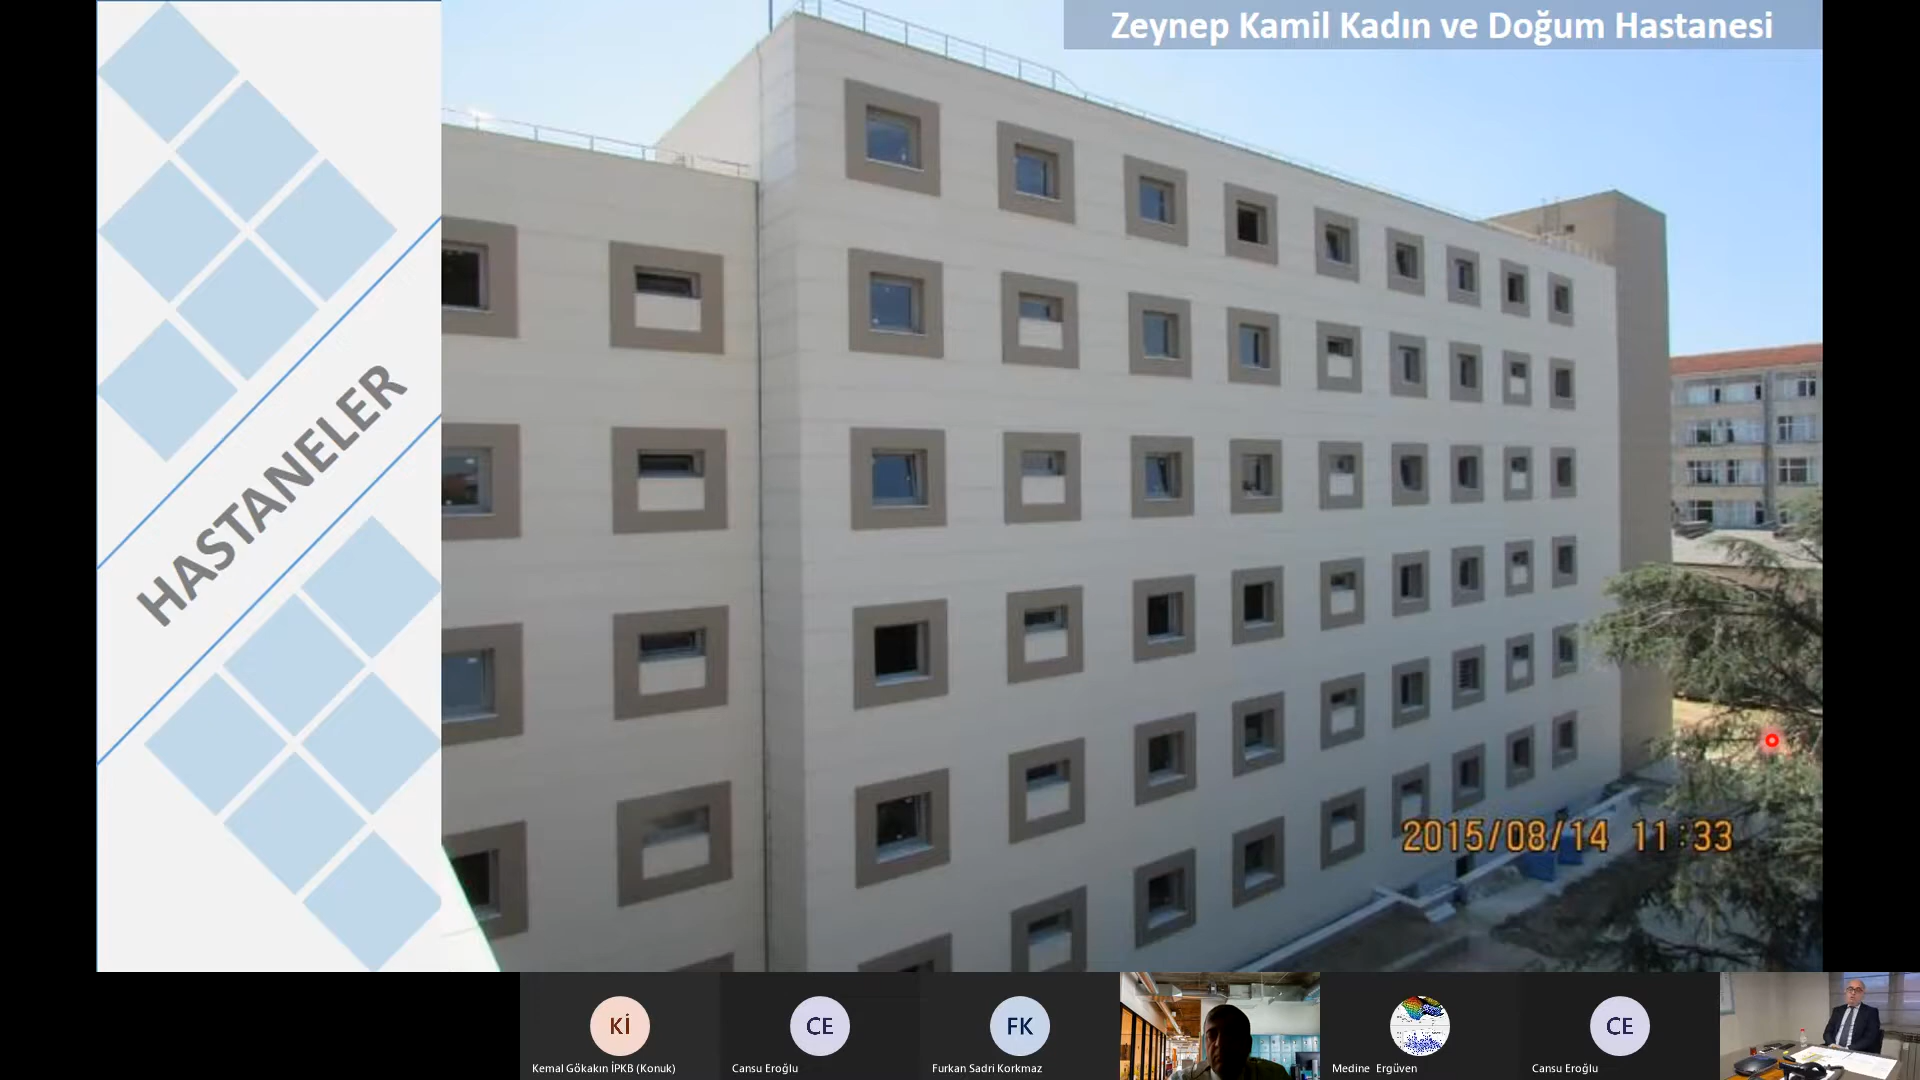 Zeynep Kamil Kadın ve Doğum Hastanesi
HASTANELER
2015/08/14 11:33
Kİ
CE
FK
CE
Kemal Gökakın İPKB (Konuk)
Cansu Eroğlu
Furkan Sadri Korkmaz
Medine Ergüven
Cansu Eroğlu